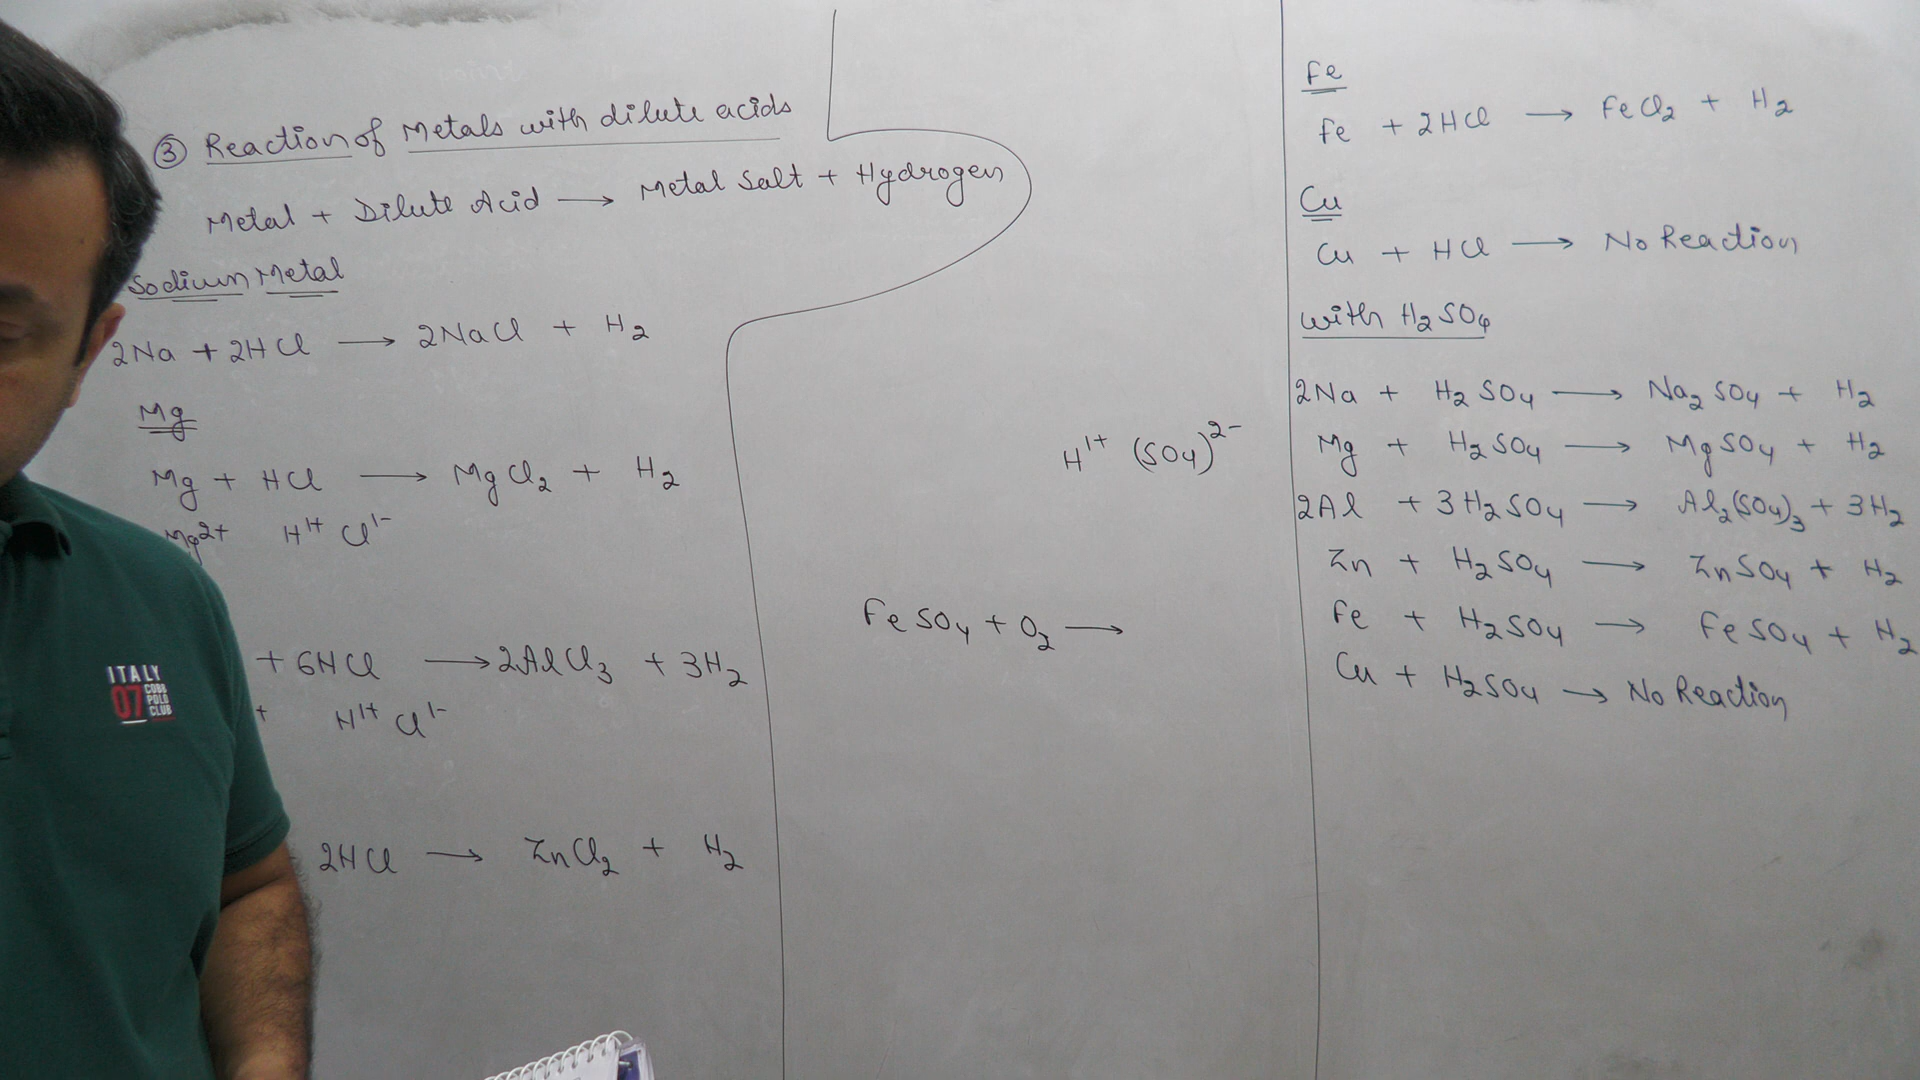 ③ Reaction of Metals with dilute acids
Metal + Dilute Acid → Metal Salt + Hydrogen
Sodium Metal
2Na + 2HCl → 2NaCl + H₂
Mg
Mg + HCl → MgCl₂ + H₂
Mg²⁺ H¹⁺ Cl¹⁻
+ 6HCl → 2AlCl₃ + 3H₂
+ H¹⁺ Cl¹⁻
2HCl → ZnCl₂ + H₂
ITALY
07 COBB
POLO
CLUB
H¹⁺ (SO₄)²⁻
FeSO₄ + O₂ →
Fe
Fe + 2HCl → FeCl₂ + H₂
Cu
Cu + HCl → No Reaction
with H₂SO₄
2Na + H₂SO₄ → Na₂SO₄ + H₂
Mg + H₂SO₄ → MgSO₄ + H₂
2Al + 3H₂SO₄ → Al₂(SO₄)₃ + 3H₂
Zn + H₂SO₄ → ZnSO₄ + H₂
Fe + H₂SO₄ → FeSO₄ + H₂
Cu + H₂SO₄ → No Reaction